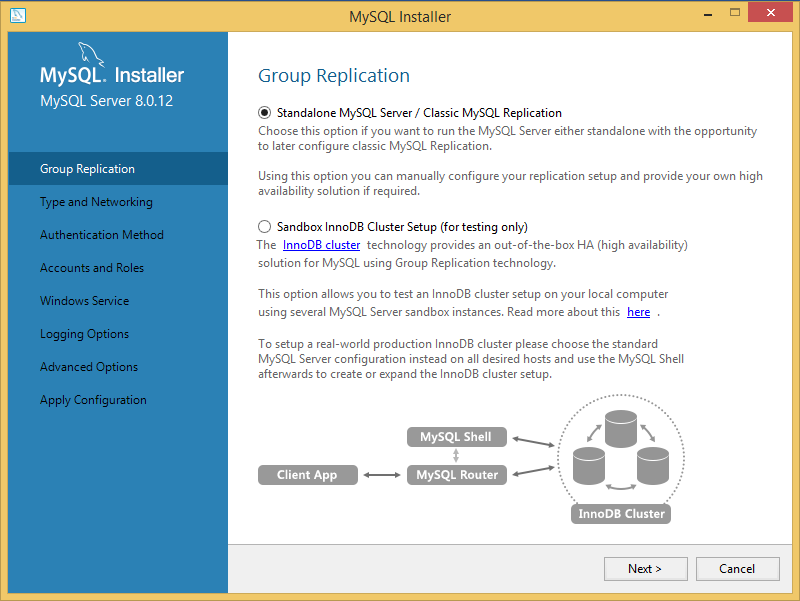 MySQL Installer
MySQL. Installer
MySQL Server 8.0.12
Group Replication
Type and Networking
Authentication Method
Accounts and Roles
Windows Service
Logging Options
Advanced Options
Apply Configuration
Group Replication
Standalone MySQL Server / Classic MySQL Replication
Choose this option if you want to run the MySQL Server either standalone with the opportunity
to later configure classic MySQL Replication.
Using this option you can manually configure your replication setup and provide your own high
availability solution if required.
Sandbox InnoDB Cluster Setup (for testing only)
The InnoDB cluster technology provides an out-of-the-box HA (high availability)
solution for MySQL using Group Replication technology.
This option allows you to test an InnoDB cluster setup on your local computer
using several MySQL Server sandbox instances. Read more about this here .
To setup a real-world production InnoDB cluster please choose the standard
MySQL Server configuration instead on all desired hosts and use the MySQL Shell
afterwards to create or expand the InnoDB cluster setup.
MySQL Shell
Client App
MySQL Router
InnoDB Cluster
Next >
Cancel